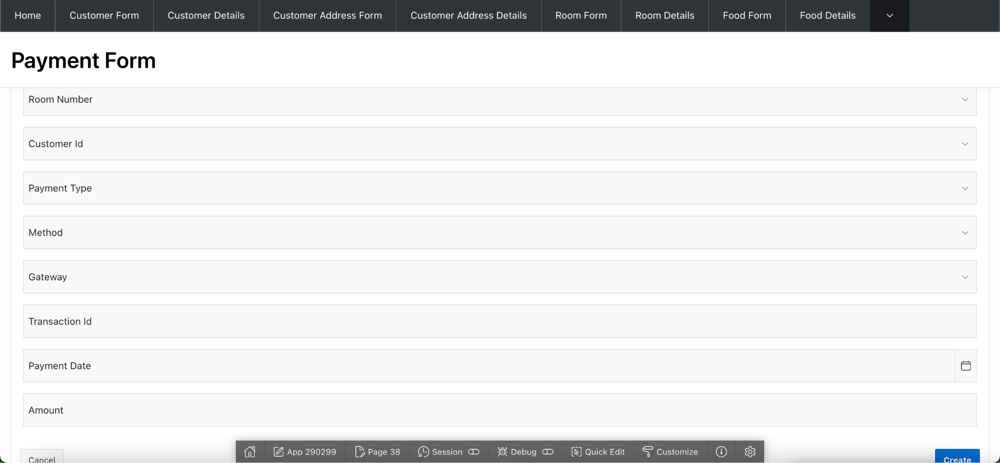 Home Customer Form Customer Details Customer Address Form Customer Address Details Room Form Room Details Food Form Food Details
Payment Form
Room Number
Customer Id
Payment Type
Method
Gateway
Transaction Id
Payment Date
Amount
Cancel
App 290299 Page 38 Session Debug Quick Edit Customize
Create